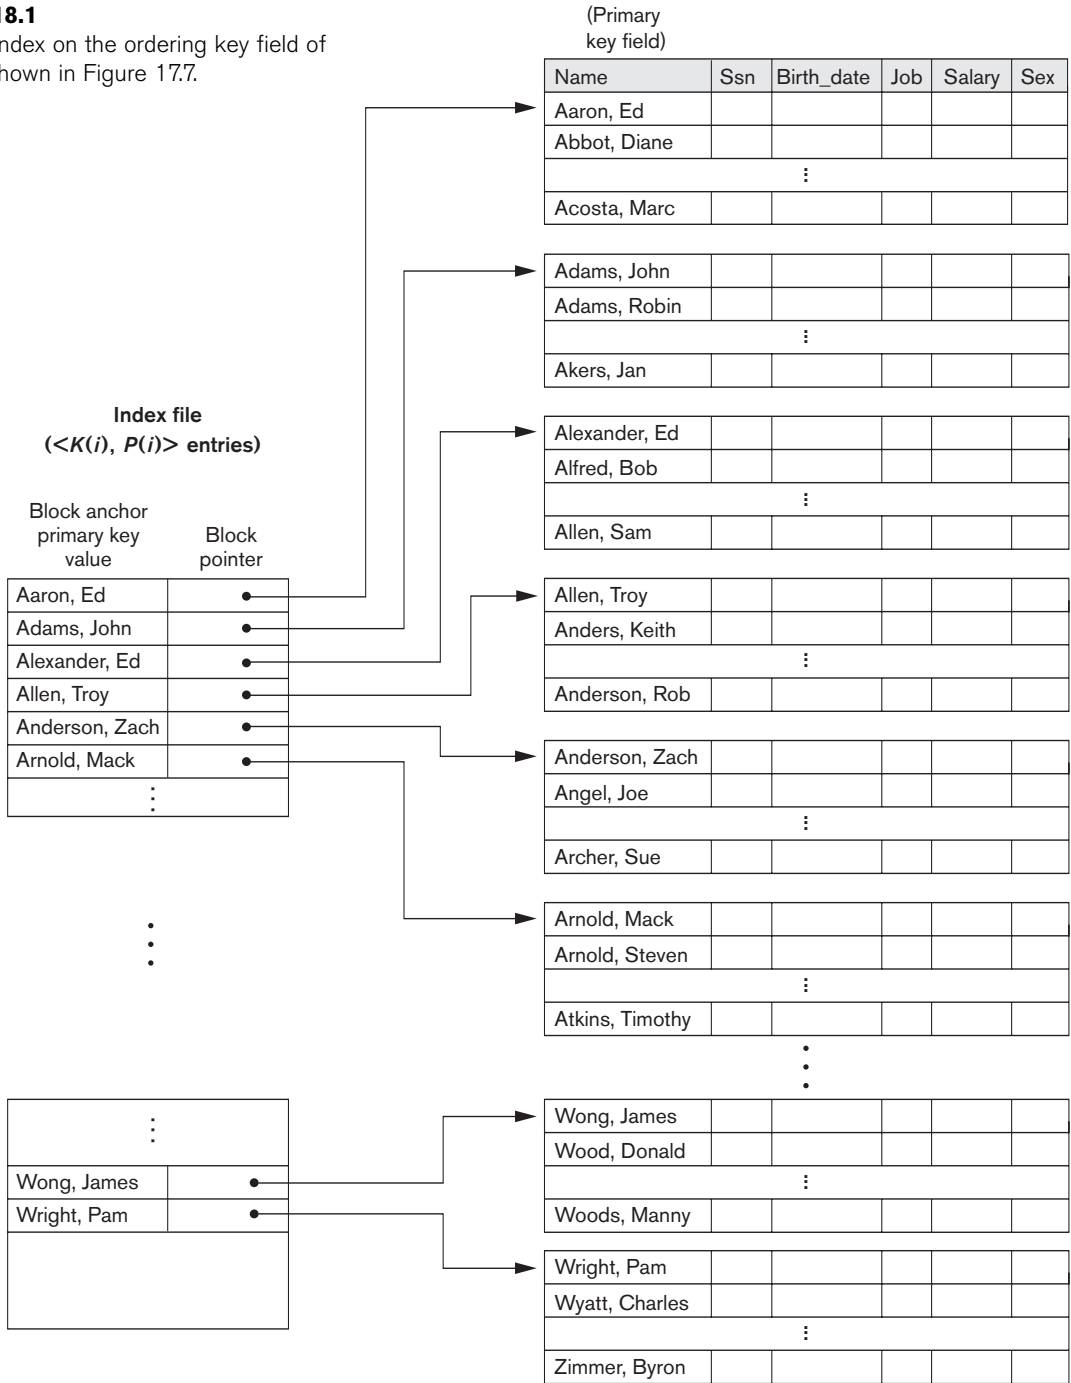 18.1
ndex on the ordering key field of
hown in Figure 17.7.
(Primary
key field)
Name Ssn Birth_date Job Salary Sex
Aaron, Ed
Abbot, Diane
Acosta, Marc
Adams, John
Adams, Robin
Akers, Jan
Alexander, Ed
Alfred, Bob
Allen, Sam
Allen, Troy
Anders, Keith
Anderson, Rob
Anderson, Zach
Angel, Joe
Archer, Sue
Arnold, Mack
Arnold, Steven
Atkins, Timothy
Wong, James
Wood, Donald
Woods, Manny
Wright, Pam
Wyatt, Charles
Zimmer, Byron
Index file
(<K(i), P(i)> entries)
Block anchor
primary key
value
Block
pointer
Aaron, Ed
Adams, John
Alexander, Ed
Allen, Troy
Anderson, Zach
Arnold, Mack
Wong, James
Wright, Pam